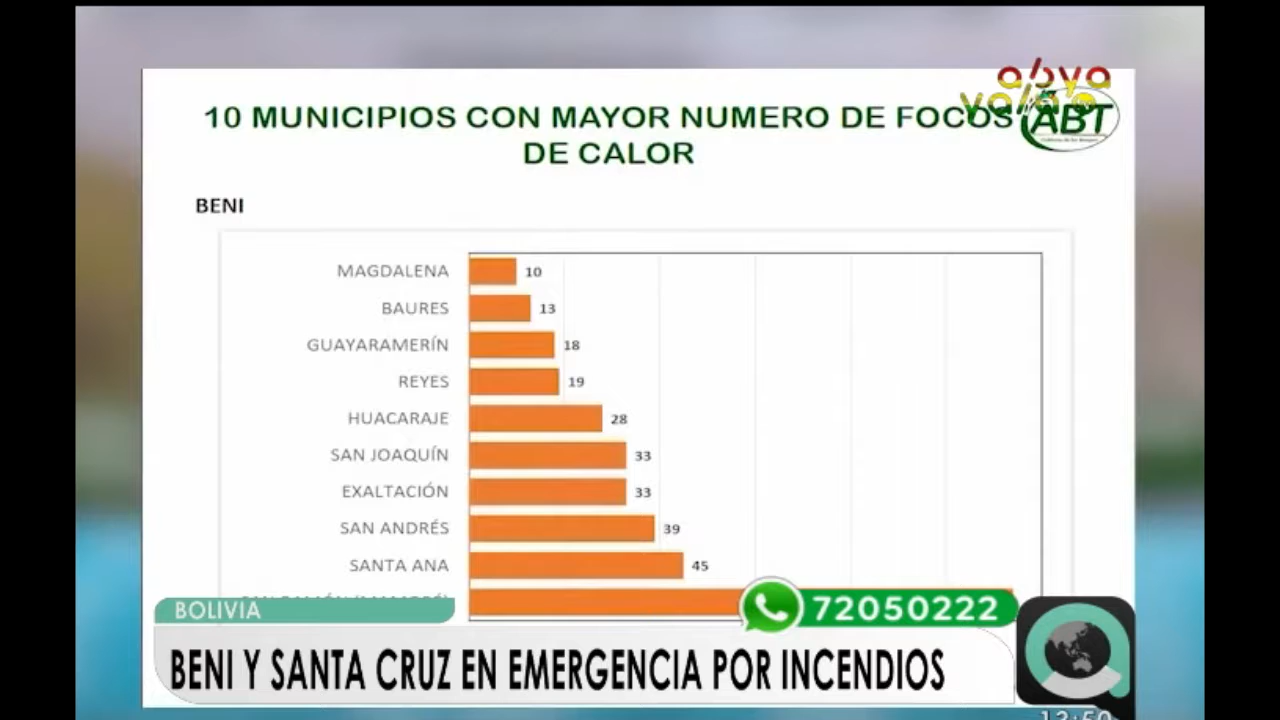 abya
yala
10 MUNICIPIOS CON MAYOR NUMERO DE FOCOS
DE CALOR
ABT
BENI
MAGDALENA 10
BAURES 13
GUAYARAMERÍN 18
REYES 19
HUACARAJE 28
SAN JOAQUÍN 33
EXALTACIÓN 33
SAN ANDRÉS 39
SANTA ANA 45
BOLIVIA
72050222
BENI Y SANTA CRUZ EN EMERGENCIA POR INCENDIOS